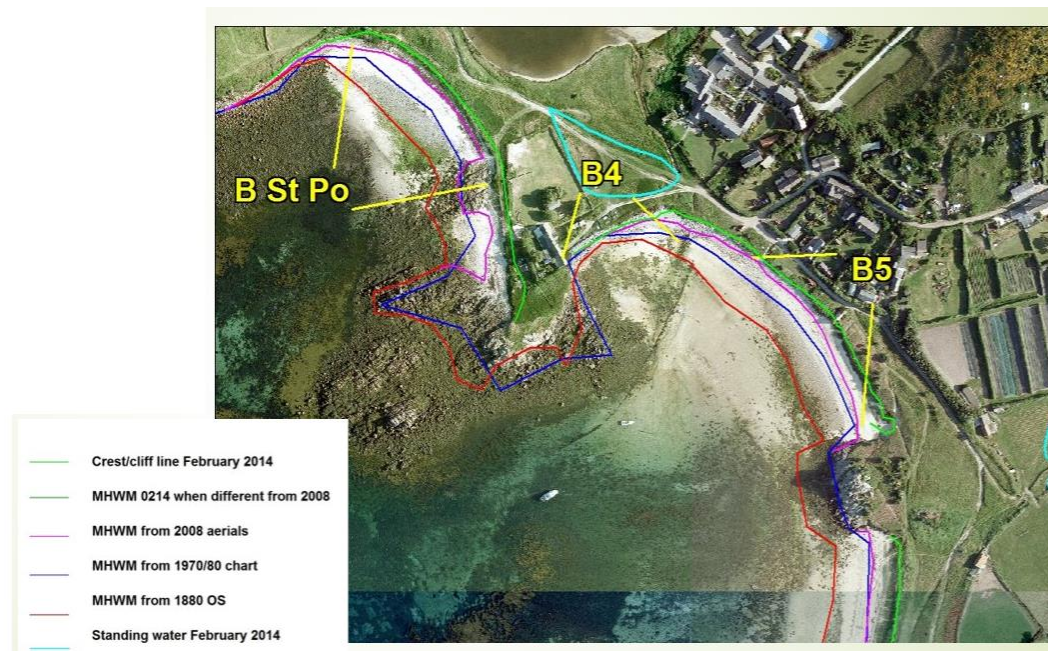 B St Po
B4
B5
Crest/cliff line February 2014
MHWM 0214 when different from 2008
MHWM from 2008 aerials
MHWM from 1970/80 chart
MHWM from 1880 OS
Standing water February 2014